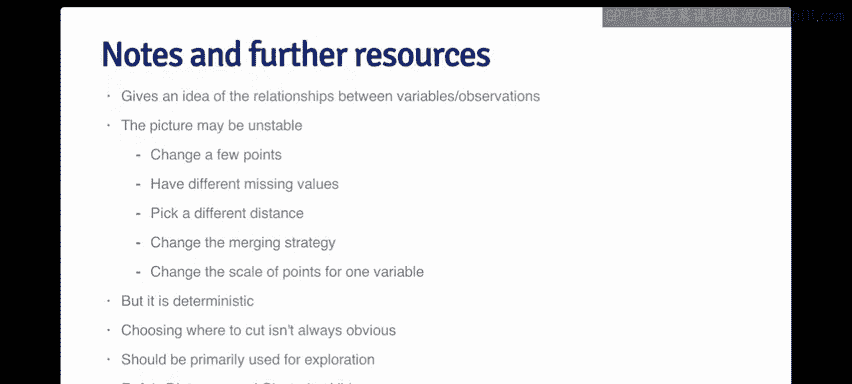 Notes and further resources
· Gives an idea of the relationships between variables/observations
· The picture may be unstable
- Change a few points
- Have different missing values
- Pick a different distance
- Change the merging strategy
- Change the scale of points for one variable
· But it is deterministic
· Choosing where to cut isn't always obvious
· Should be primarily used for exploration